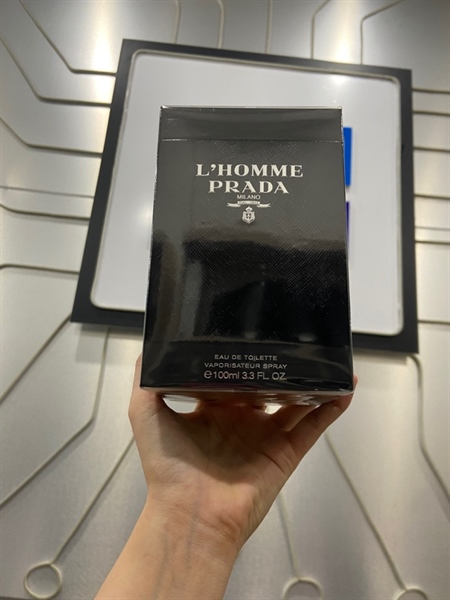 L'HOMME
PRADA
MILANO
EAU DE TOILETTE
VAPORISATEUR SPRAY
℮100ml 3.3 FL. OZ